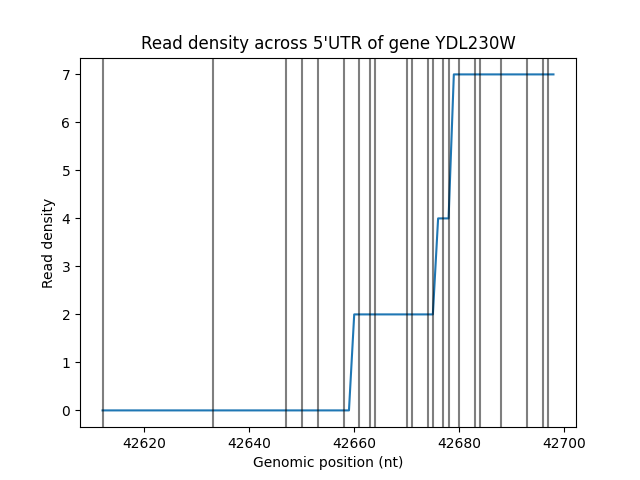 Read density across 5'UTR of gene YDL230W
7
6
5
4
3
2
1
0
Read density
42620 42640 42660 42680 42700
Genomic position (nt)